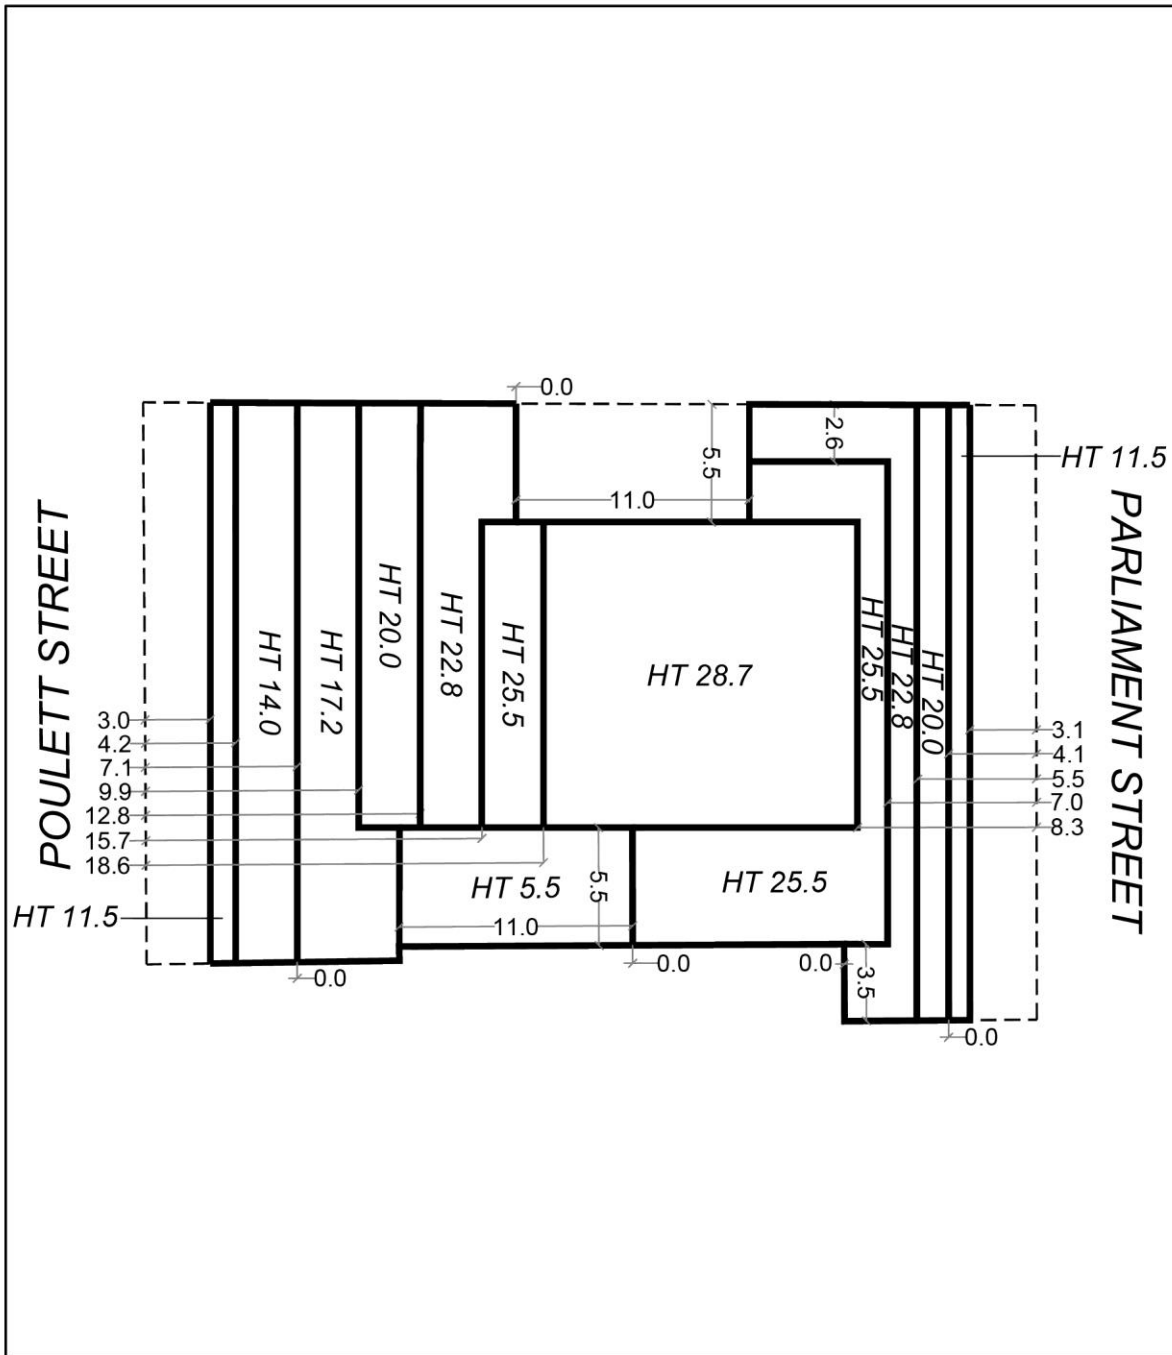 0.0
2.6
5.5
HT 11.5
11.0
POULETT STREET
PARLIAMENT STREET
HT 14.0
HT 17.2
HT 20.0
HT 22.8
HT 25.5
HT 28.7
HT 25.5
HT 22.8
HT 20.0
3.0
4.2
7.1
9.9
12.8
15.7
18.6
3.1
4.1
5.5
7.0
8.3
HT 5.5
5.5
HT 25.5
HT 11.5
11.0
0.0
0.0
0.0
3.5
0.0